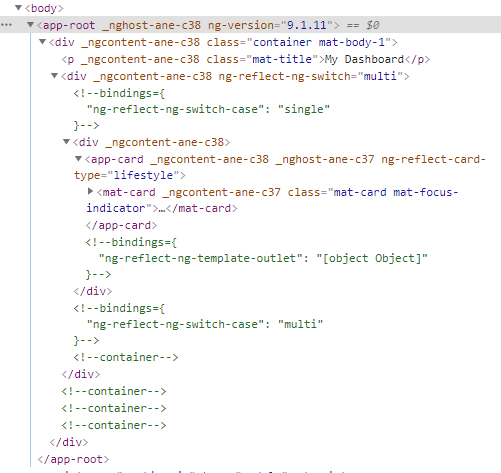 ▼<body>
... ▼<app-root _nghost-ane-c38 ng-version="9.1.11"> == $0
▼<div _ngcontent-ane-c38 class="container mat-body-1">
<p _ngcontent-ane-c38 class="mat-title">My Dashboard</p>
▼<div _ngcontent-ane-c38 ng-reflect-ng-switch="multi">
<!--bindings={
"ng-reflect-ng-switch-case": "single"
}-->
▼<div _ngcontent-ane-c38>
▼<app-card _ngcontent-ane-c38 _nghost-ane-c37 ng-reflect-card-
type="lifestyle">
▶<mat-card _ngcontent-ane-c37 class="mat-card mat-focus-
indicator">…</mat-card>
</app-card>
<!--bindings={
"ng-reflect-ng-template-outlet": "[object Object]"
}-->
</div>
<!--bindings={
"ng-reflect-ng-switch-case": "multi"
}-->
<!--container-->
</div>
<!--container-->
<!--container-->
<!--container-->
</div>
</app-root>